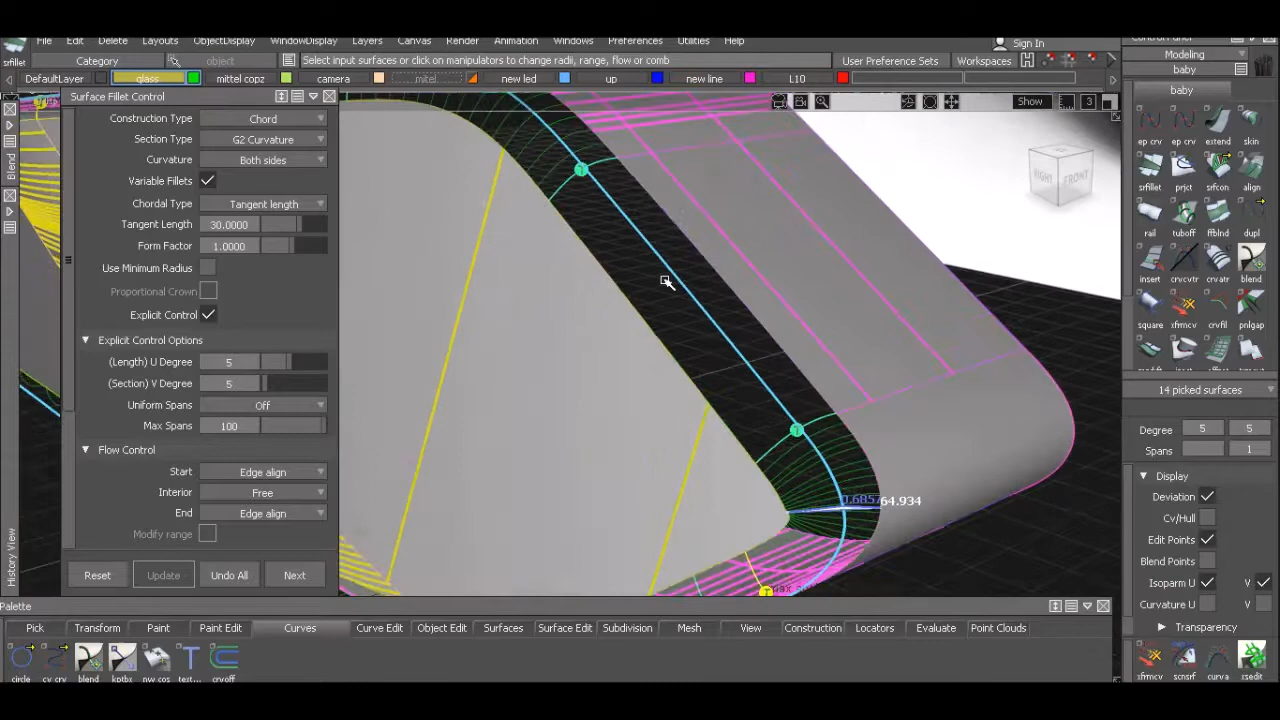 File Edit Delete Layouts ObjectDisplay WindowDisplay Layers Canvas Render Animation Windows Preferences Utilities Help
Sign In
srfillet Category object Select input surfaces or click on manipulators to change radii, range, flow or comb User Preference Sets Workspaces
DefaultLayer glass mittel copz camera mitel new led up new line L10
Surface Fillet Control
Construction Type Chord
Section Type G2 Curvature
Curvature Both sides
Variable Fillets
Chordal Type Tangent length
Tangent Length 30.0000
Form Factor 1.0000
Use Minimum Radius
Proportional Crown
Explicit Control
Explicit Control Options
(Length) U Degree 5
(Section) V Degree 5
Uniform Spans Off
Max Spans 100
Flow Control
Start Edge align
Interior Free
End Edge align
Modify range
Reset Update Undo All Next
Blend
History View
Show 3
RIGHT FRONT
64.934
Modeling
baby
baby
ep crv ep crv extend skin
srfillet prjct srfcon align
rail tuboff ffblnd dupl
insert crvcvtr blend
square xfrmcv crvfil pnlgap
14 picked surfaces
Degree 5 5
Spans 1
Display
Deviation
Cv/Hull
Edit Points
Blend Points
Isoparm U V
Curvature U V
Transparency
xfrmcv scnsrf curva xsedit
Palette
Pick Transform Paint Paint Edit Curves Curve Edit Object Edit Surfaces Surface Edit Subdivision Mesh View Construction Locators Evaluate Point Clouds
circle cv crv blend kptbx nw cos text... crvoff